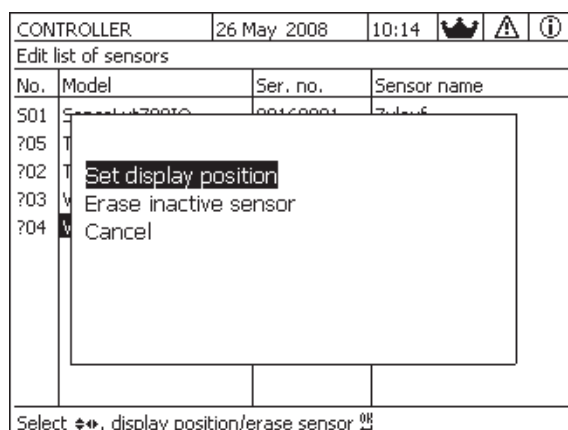 CONTROLLER 26 May 2008 10:14
Edit list of sensors
No. Model Ser. no. Sensor name
S01
?05 T
?02 T
?03 V
?04 V
Set display position
Erase inactive sensor
Cancel
Select , display position/erase sensor OK